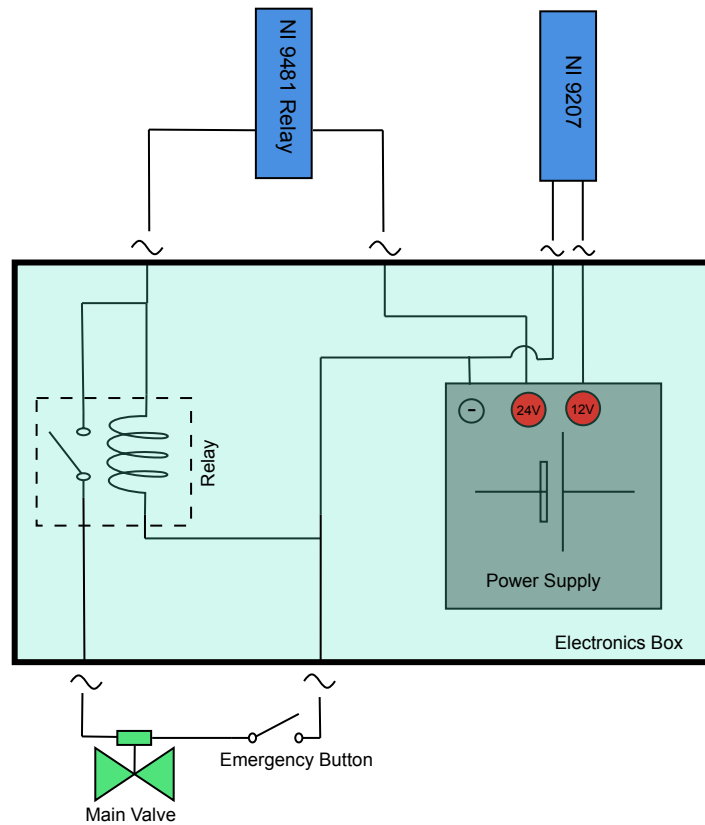 NI 9481 Relay
NI 9207
-
24V
12V
Relay
Power Supply
Electronics Box
Emergency Button
Main Valve